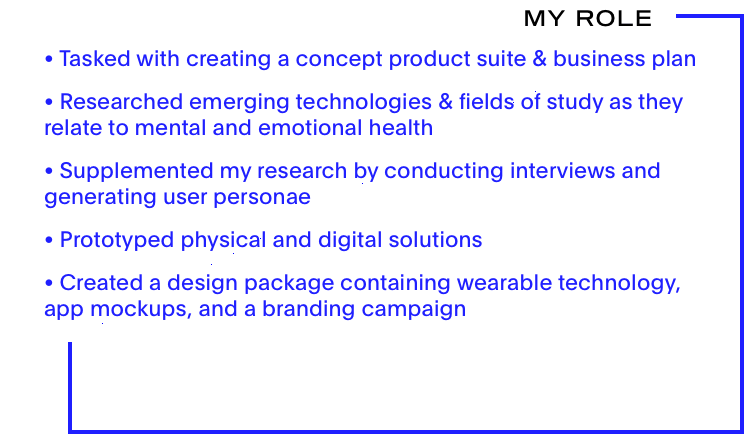 MY ROLE
• Tasked with creating a concept product suite & business plan
• Researched emerging technologies & fields of study as they
relate to mental and emotional health
• Supplemented my research by conducting interviews and
generating user personae
• Prototyped physical and digital solutions
• Created a design package containing wearable technology,
app mockups, and a branding campaign